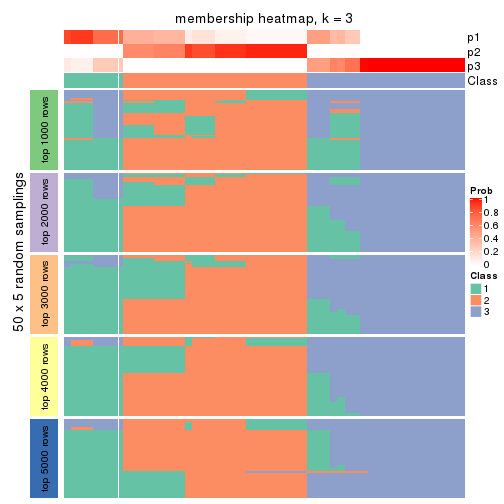 membership heatmap, k = 3
p1
p2
p3
Class
50 x 5 random samplings
top 1000 rows
top 2000 rows
top 3000 rows
top 4000 rows
top 5000 rows
Prob
1
0.8
0.6
0.4
0.2
0
Class
1
2
3